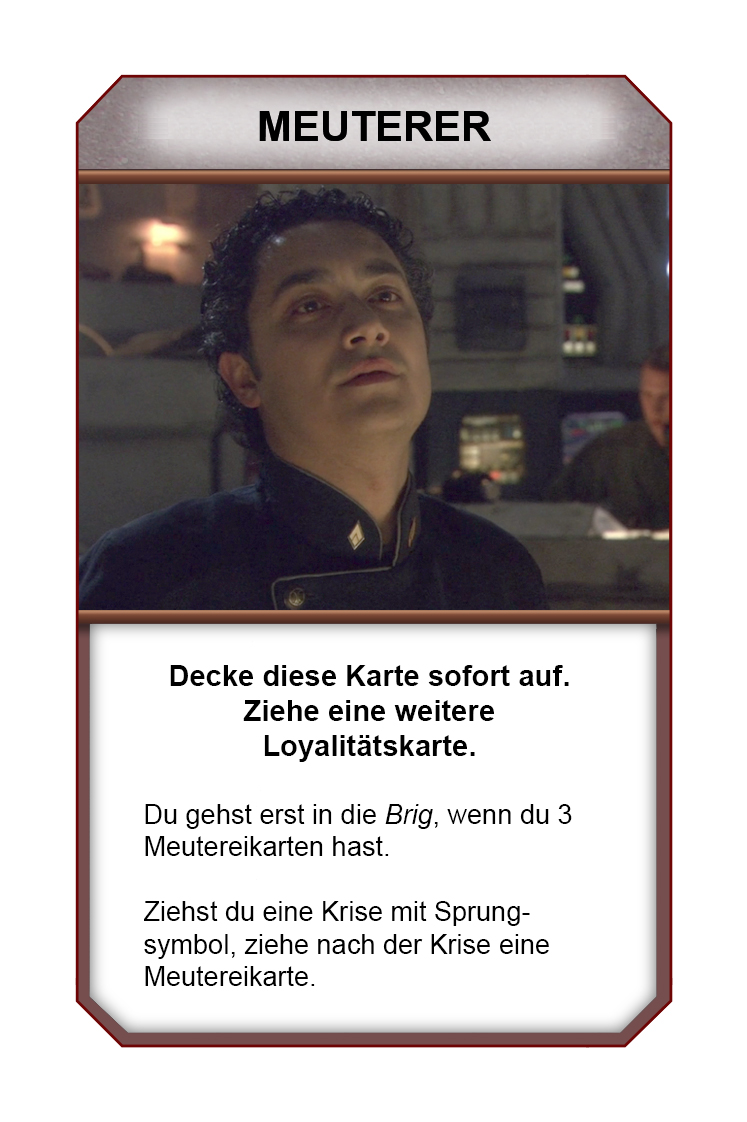 MEUTERER
Decke diese Karte sofort auf.
Ziehe eine weitere
Loyalitätskarte.
Du gehst erst in die Brig, wenn du 3
Meutereikarten hast.
Ziehst du eine Krise mit Sprung-
symbol, ziehe nach der Krise eine
Meutereikarte.